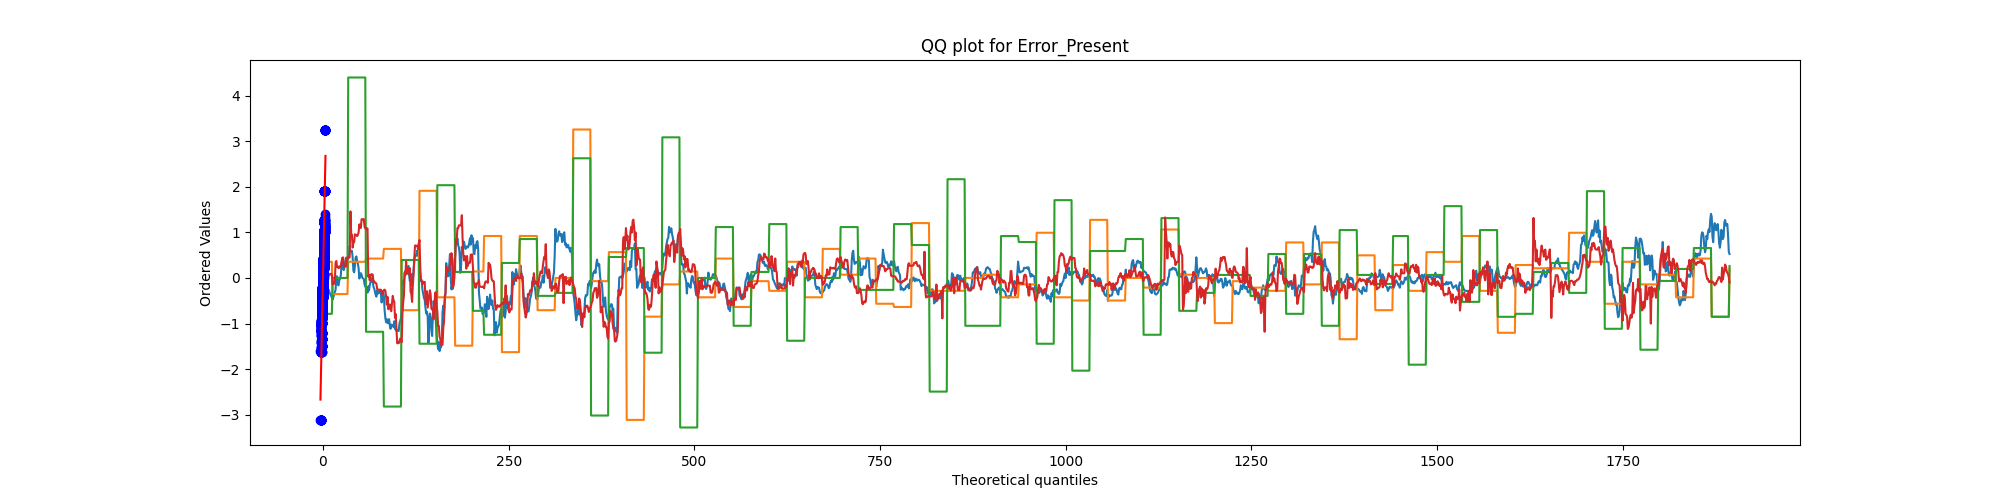 QQ plot for Error_Present
Ordered Values
4
3
2
1
0
−1
−2
−3
0 250 500 750 1000 1250 1500 1750
Theoretical quantiles